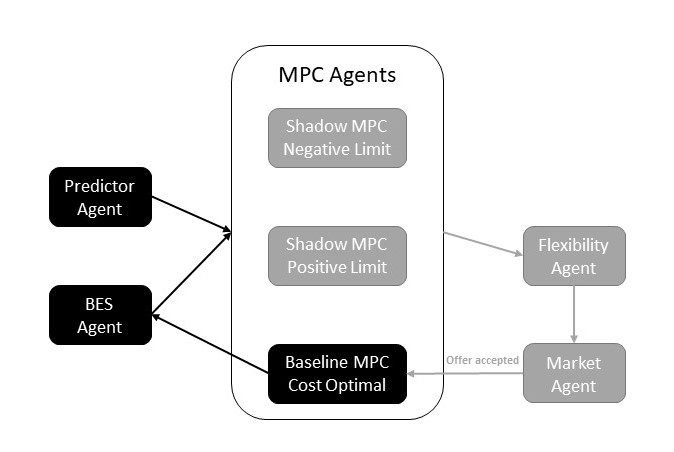 MPC Agents
Shadow MPC
Negative Limit
Predictor
Agent
Shadow MPC
Positive Limit
Flexibility
Agent
BES
Agent
Baseline MPC
Cost Optimal
Offer accepted
Market
Agent